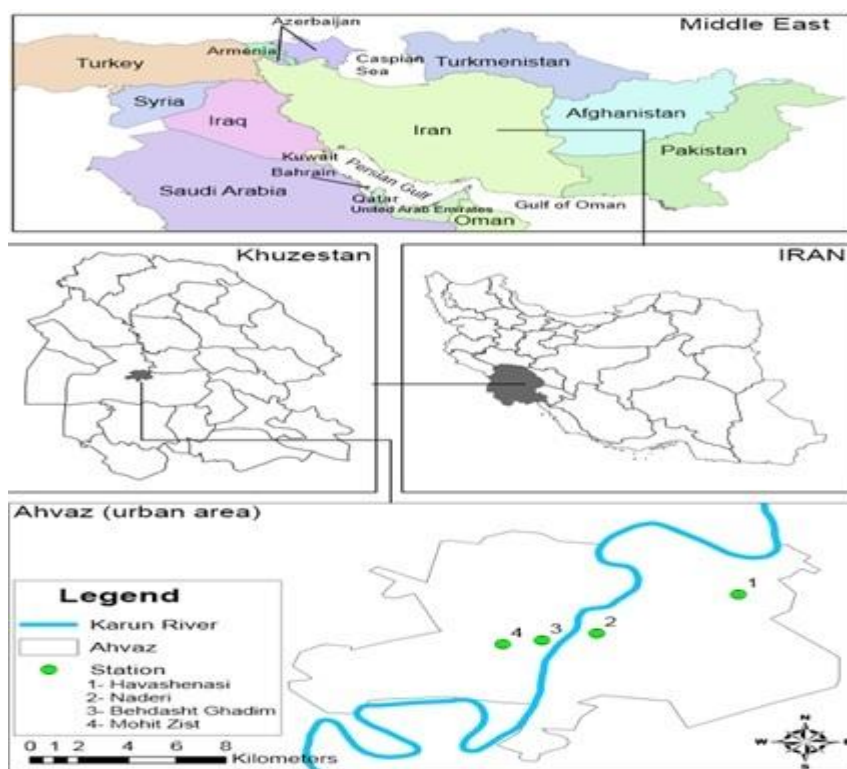 Middle East
Azerbaijan
Armenia
Turkey
Caspian
Sea
Turkmenistan
Syria
Iraq
Iran
Afghanistan
Pakistan
Kuwait
Bahrain
Persian Gulf
Saudi Arabia
Qatar
United Arab Emirates
Gulf of Oman
Oman
Khuzestan
IRAN
Ahvaz (urban area)
Legend
Karun River
Ahvaz
Station
1- Havashenasi
2- Naderi
3- Behdasht Ghadim
4- Mohit Zist
0 1 2 4 6 8
Kilometers
1
2
3
4
N
W E
S